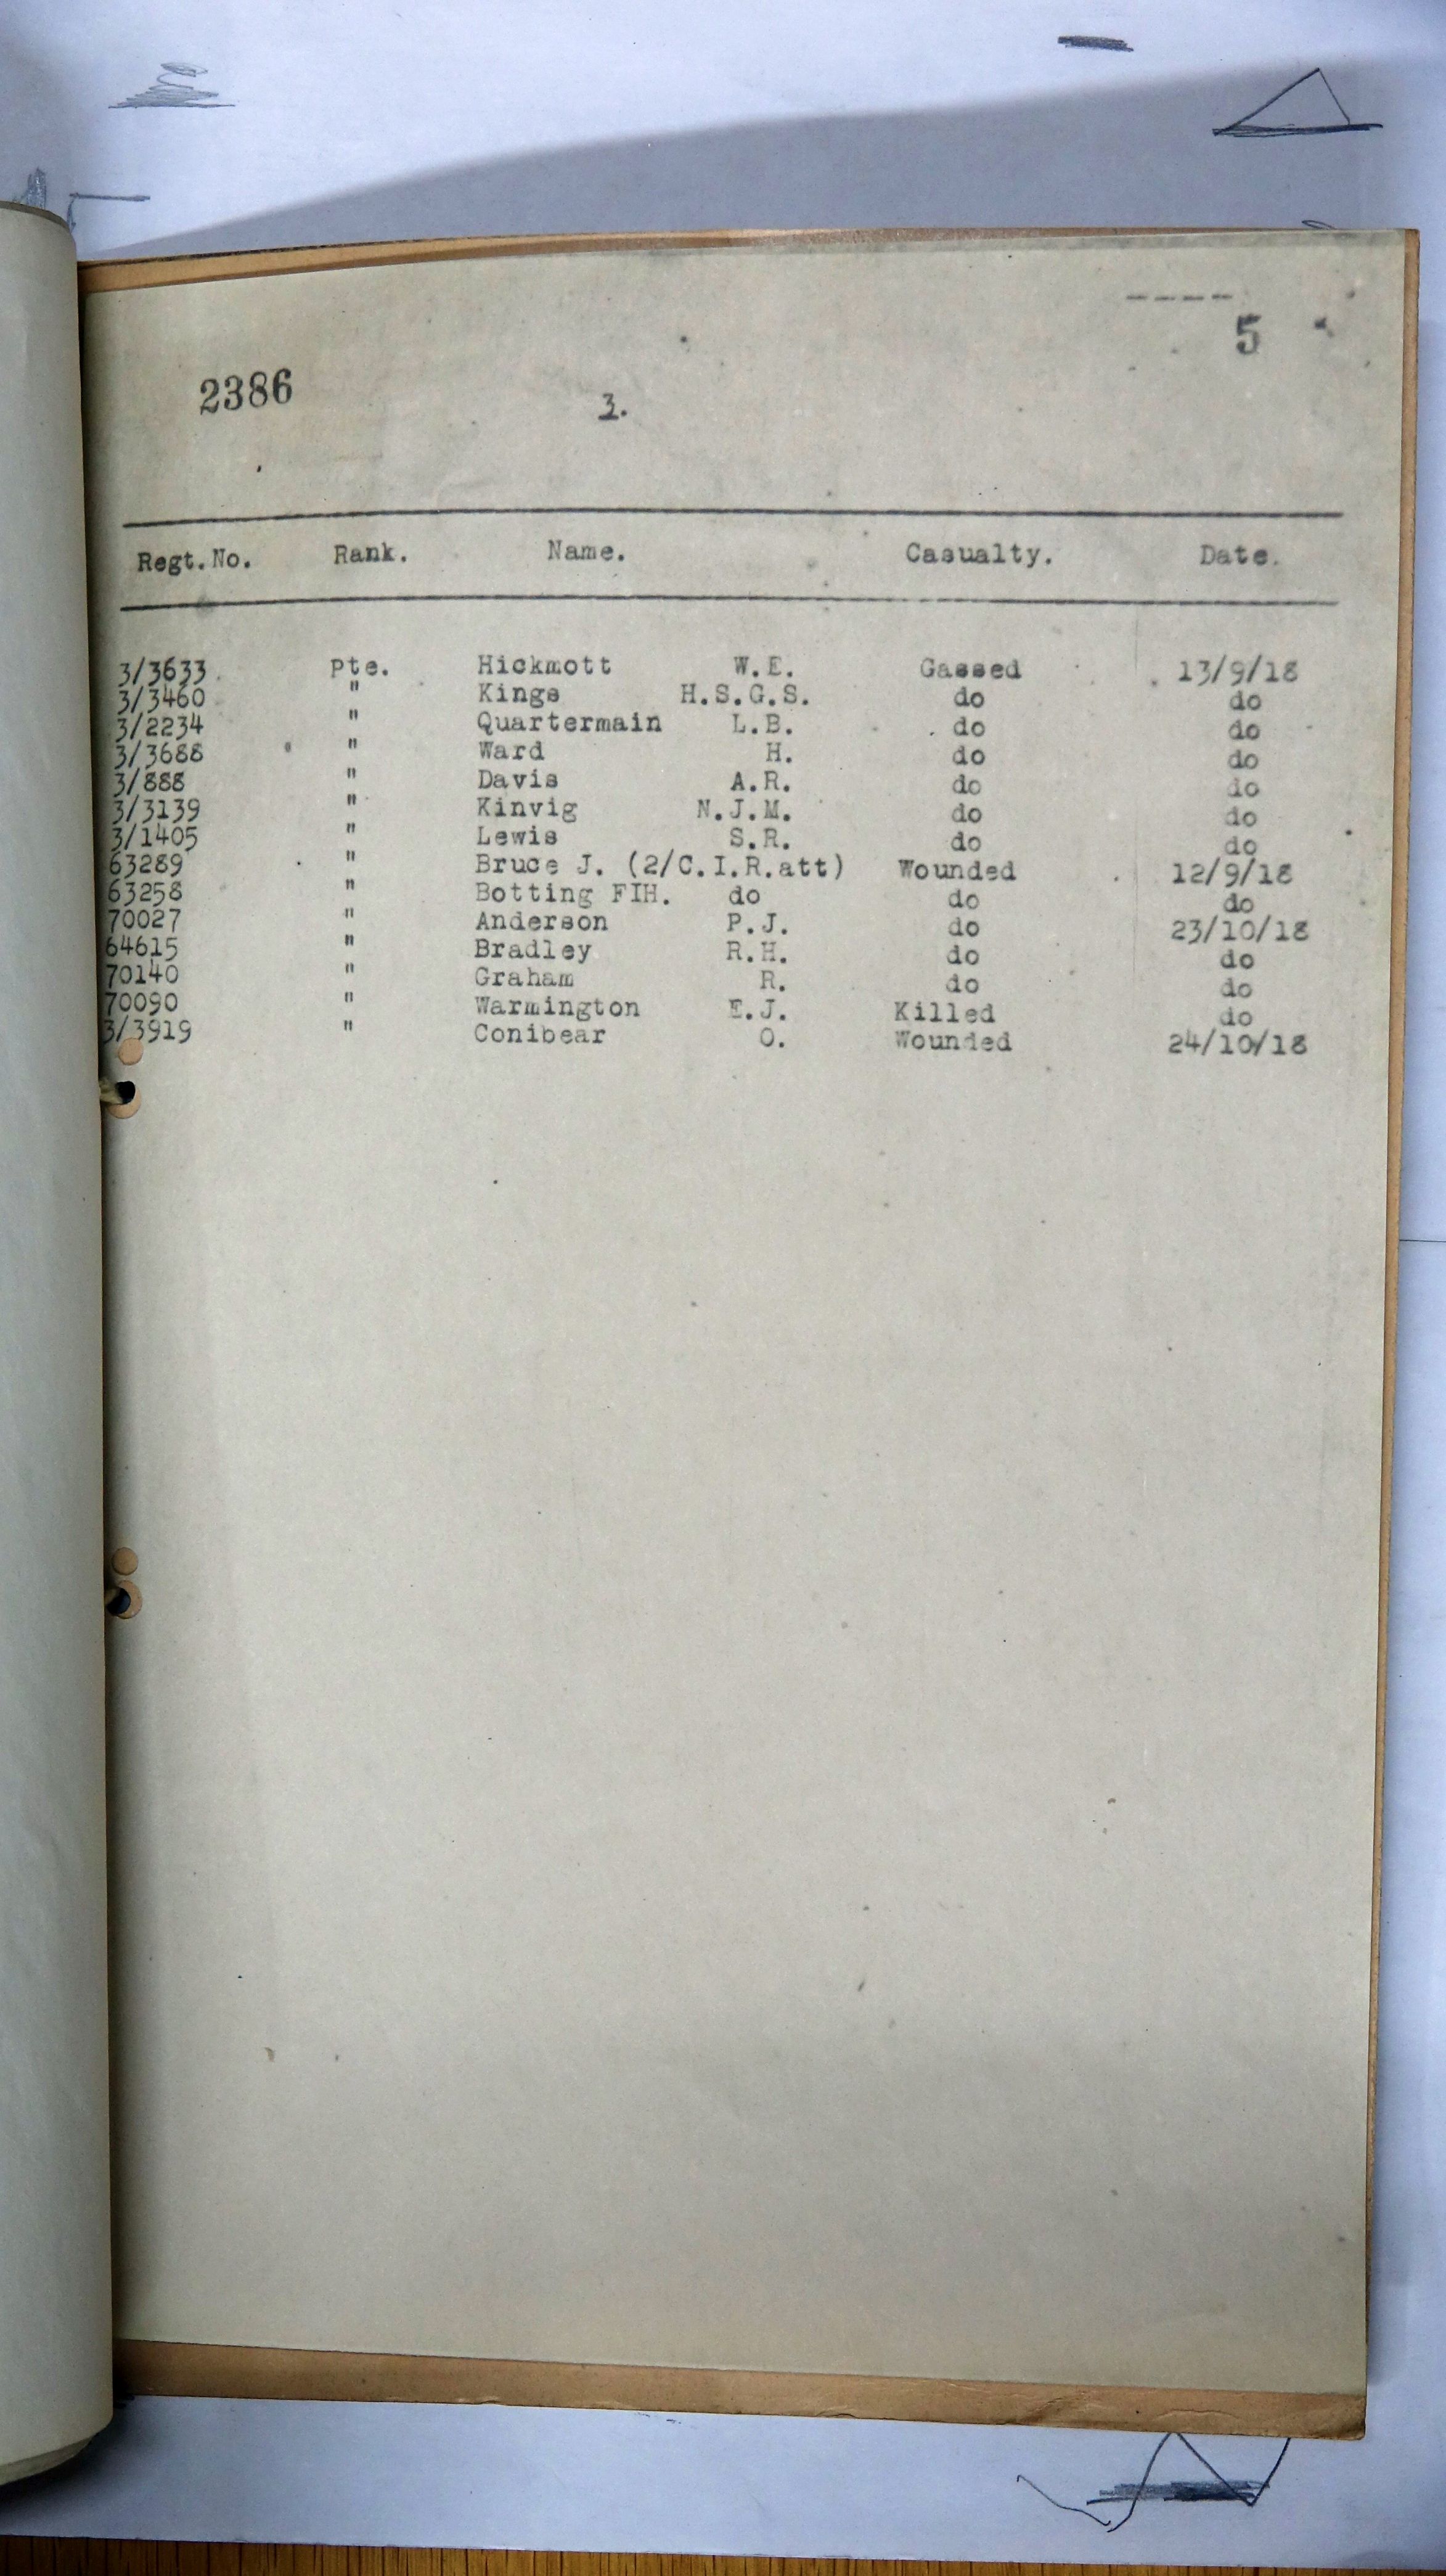 5
2386
3.
Regt.No. Rank. Name. Casualty. Date.
3/3633 Pte. Hickmott W.E. Gassed 13/9/18
3/3460 " Kings H.S.G.S. do do
3/2234 " Quartermain L.B. do do
3/3688 " Ward H. do do
3/888 " Davis A.R. do do
3/3139 " Kinvig N.J.M. do do
3/1405 " Lewis S.R. do do
63289 " Bruce J. (2/C.I.R.att) Wounded 12/9/18
63258 " Botting FIH. do do do
70027 " Anderson P.J. do 23/10/18
64615 " Bradley R.H. do do
70140 " Graham R. do do
70090 " Warmington E.J. Killed do
3/3919 " Conibear O. Wounded 24/10/18